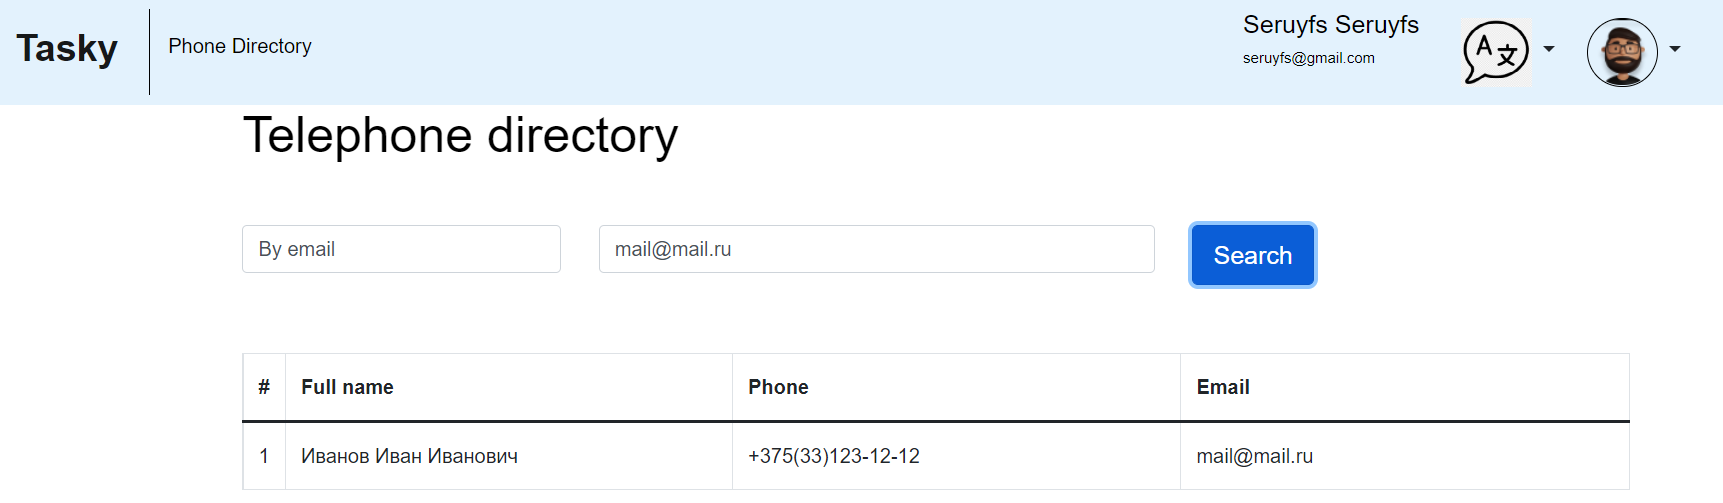 Tasky
Phone Directory
Seruyfs Seruyfs
seruyfs@gmail.com
A 文
Telephone directory
By email
mail@mail.ru
Search
# Full name Phone Email
1 Иванов Иван Иванович +375(33)123-12-12 mail@mail.ru